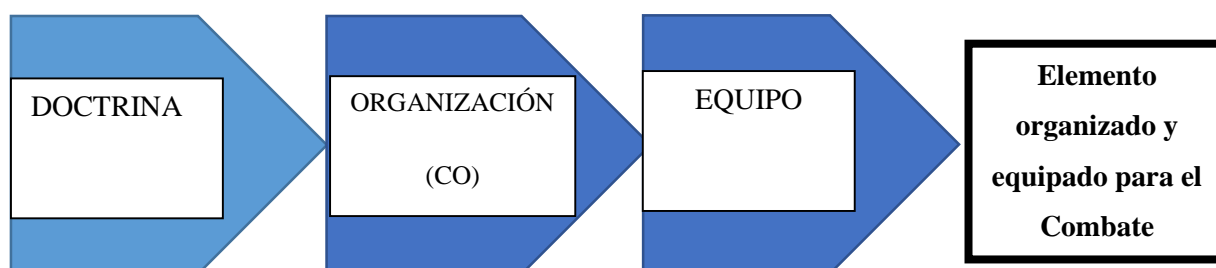 DOCTRINA
ORGANIZACIÓN
(CO)
EQUIPO
Elemento
organizado y
equipado para el
Combate